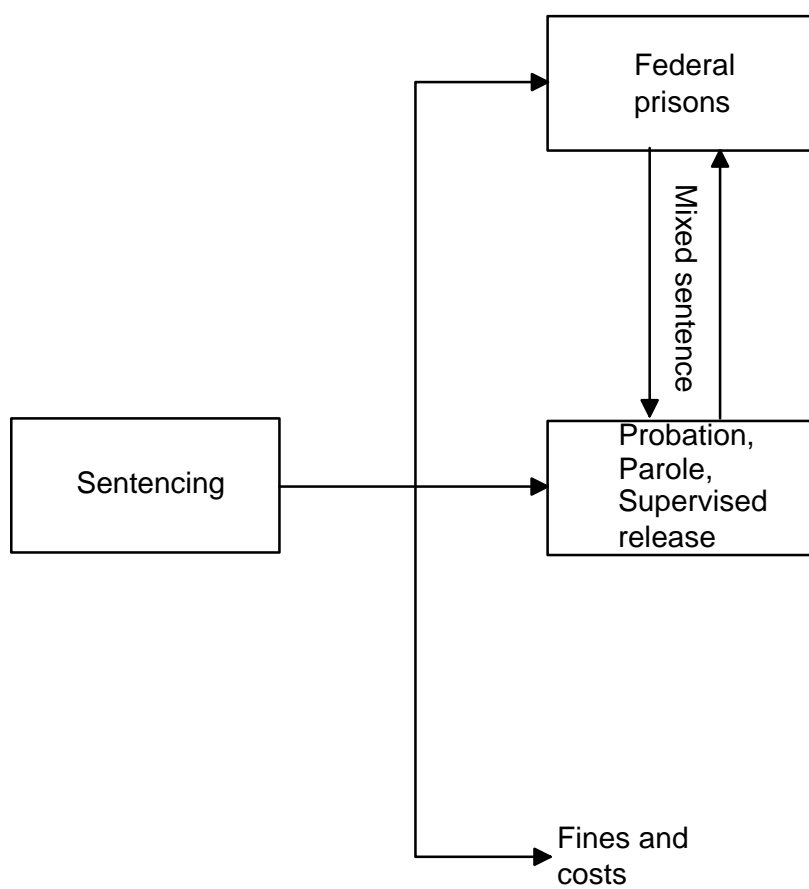 Federal
prisons
Mixed sentence
Sentencing
Probation,
Parole,
Supervised
release
Fines and
costs